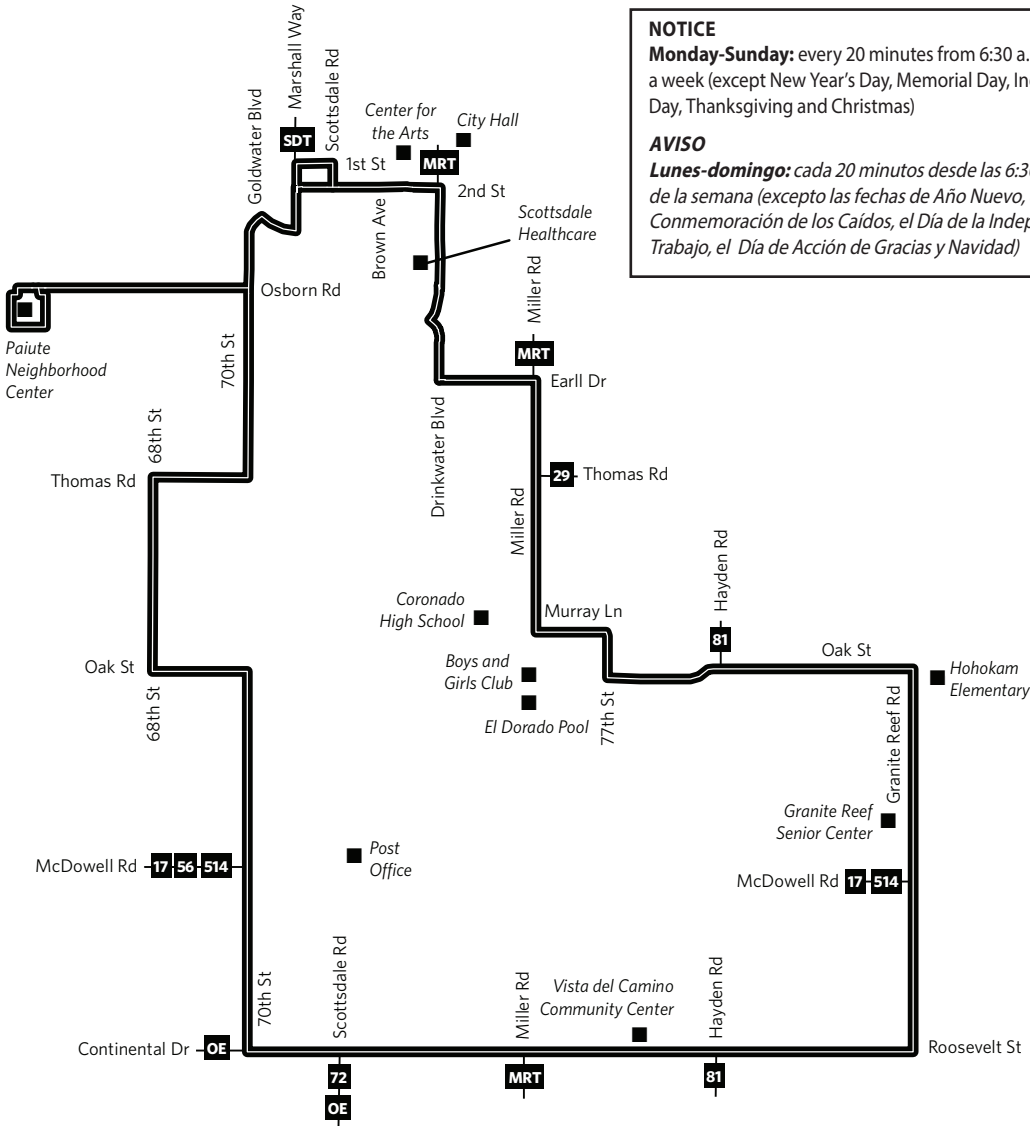 NOTICE
Monday-Sunday: every 20 minutes from 6:30 a.
a week (except New Year's Day, Memorial Day, In
Day, Thanksgiving and Christmas)
AVISO
Lunes-domingo: cada 20 minutos desde las 6:3
de la semana (excepto las fechas de Año Nuevo,
Conmemoración de los Caídos, el Día de la Indep
Trabajo, el Día de Acción de Gracias y Navidad)
Goldwater Blvd
Marshall Way
Scottsdale Rd
SDT
Center for
the Arts
City Hall
1st St
MRT
2nd St
Brown Ave
Scottsdale
Healthcare
Osborn Rd
Paiute
Neighborhood
Center
70th St
Miller Rd
MRT
Earll Dr
68th St
Thomas Rd
Drinkwater Blvd
29 Thomas Rd
Miller Rd
Coronado
High School
Murray Ln
Hayden Rd
81
Oak St
Oak St
68th St
Boys and
Girls Club
El Dorado Pool
77th St
Hohokam
Elementary
Granite Reef Rd
Granite Reef
Senior Center
McDowell Rd 17 56 514
Post
Office
McDowell Rd 17 514
70th St
Scottsdale Rd
Miller Rd
Vista del Camino
Community Center
Hayden Rd
Continental Dr OE
Roosevelt St
72
OE
MRT
81